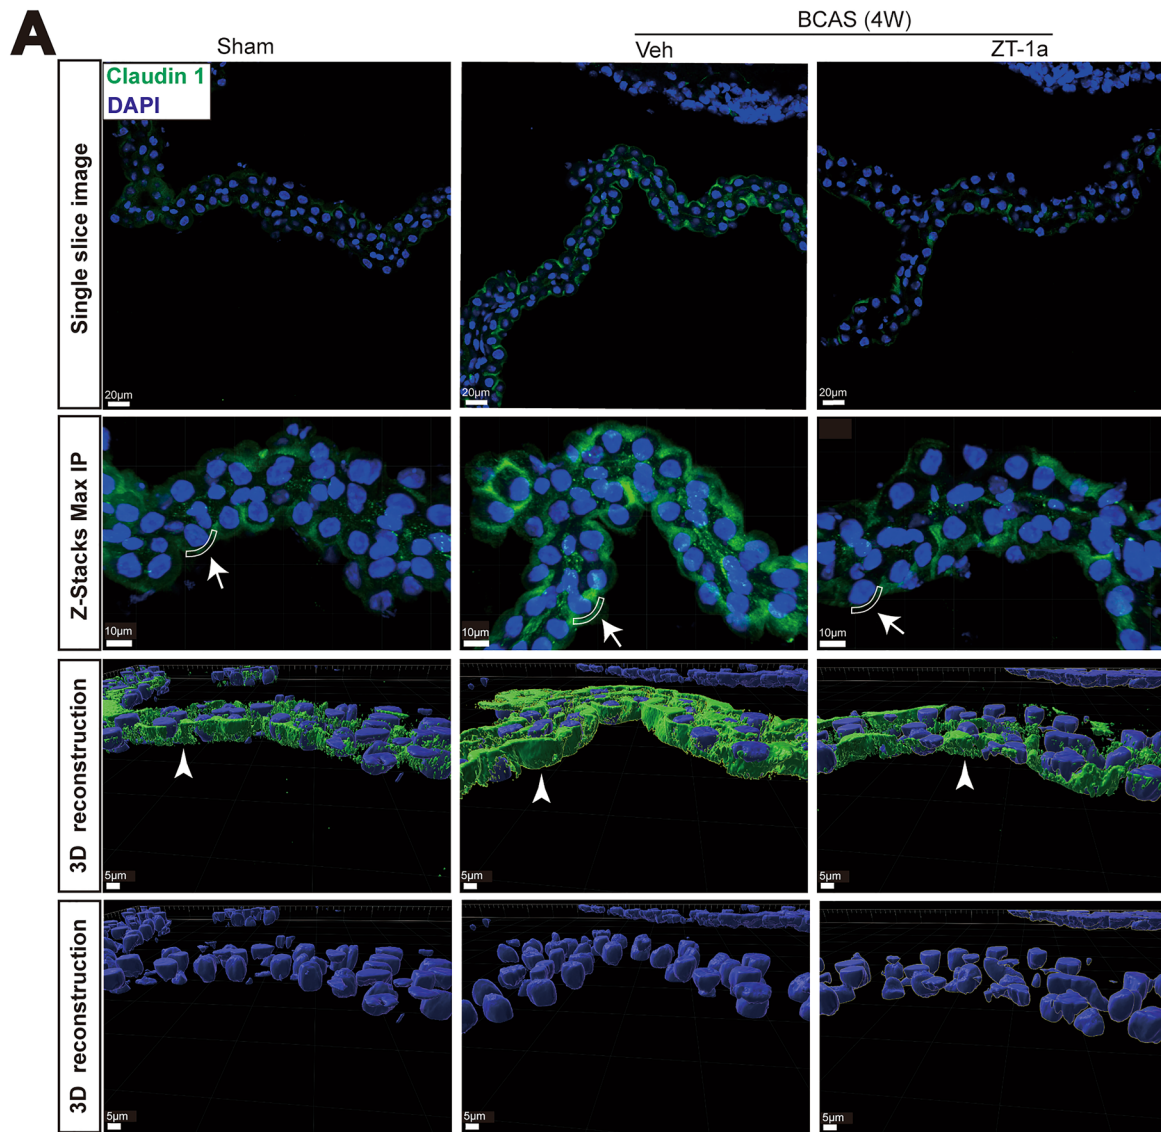 A
BCAS (4W)
Sham
Veh
ZT-1a
Single slice image
Claudin 1
DAPI
20µm
20µm
20µm
Z-Stacks Max IP
10µm
10µm
10µm
3D reconstruction
5µm
5µm
5µm
3D reconstruction
5µm
5µm
5µm